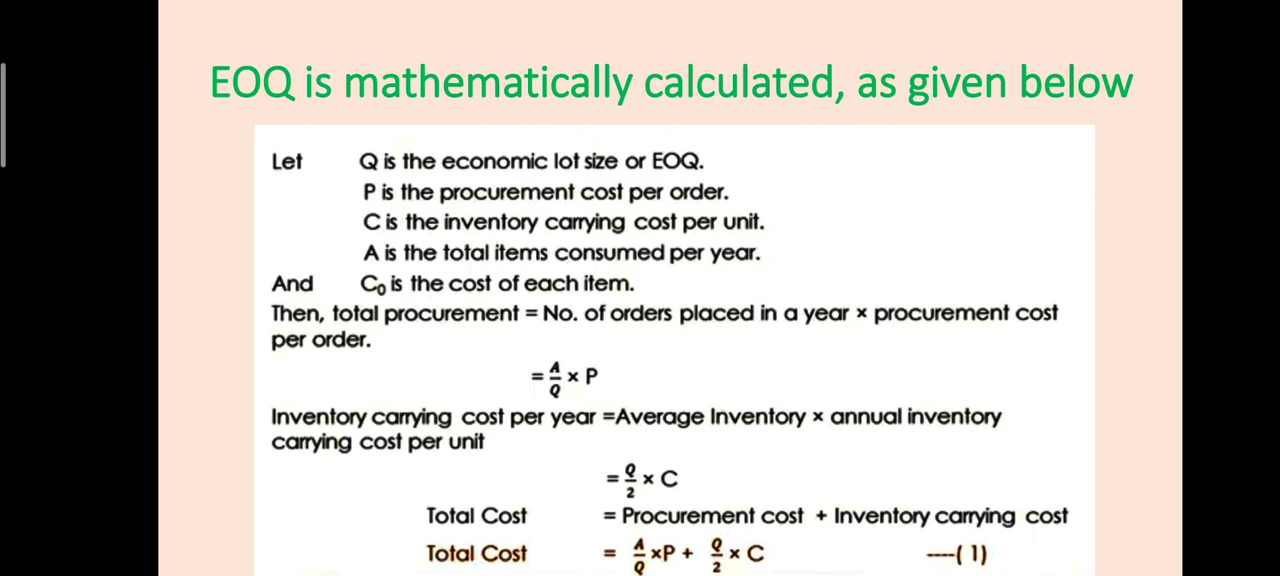 EOQ is mathematically calculated, as given below
Let Q is the economic lot size or EOQ.
P is the procurement cost per order.
C is the inventory carrying cost per unit.
A is the total items consumed per year.
And C₀ is the cost of each item.
Then, total procurement = No. of orders placed in a year × procurement cost
per order.
= A/Q × P
Inventory carrying cost per year =Average Inventory × annual inventory
carrying cost per unit
= Q/2 × C
Total Cost = Procurement cost + Inventory carrying cost
Total Cost = A/Q ×P + Q/2 × C ----( 1)